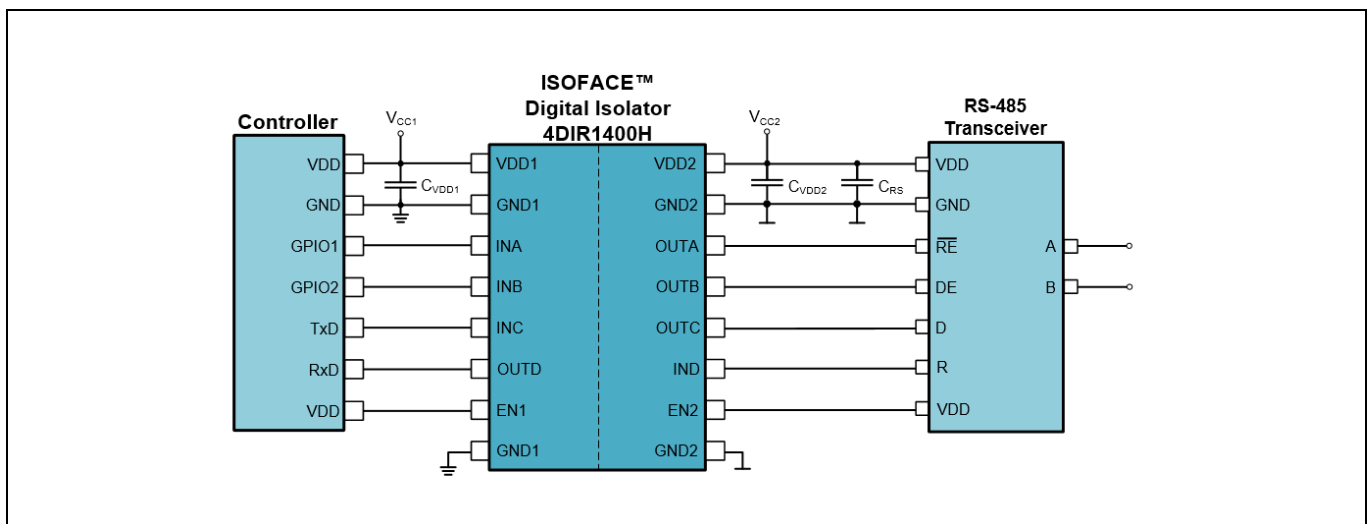 ISOFACE™
Digital Isolator
4DIR1400H
Controller
RS-485
Transceiver
VCC1
VCC2
VDD
VDD1
VDD2
VDD
CVDD1
CVDD2
CRS
GND
GND1
GND2
GND
GPIO1
INA
OUTA
RE
A
GPIO2
INB
OUTB
DE
B
TxD
INC
OUTC
D
RxD
OUTD
IND
R
VDD
EN1
EN2
VDD
GND1
GND2